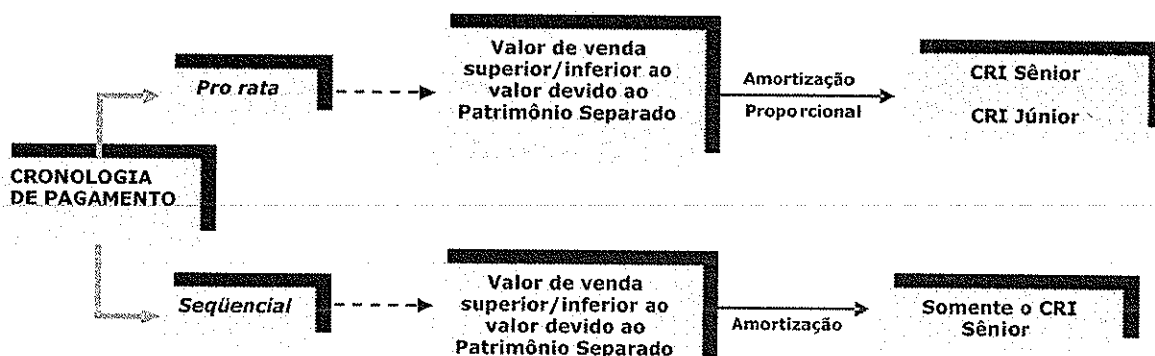 CRONOLOGIA
DE PAGAMENTO
Pro rata
Valor de venda
superior/inferior ao
valor devido ao
Patrimônio Separado
Amortização
Proporcional
CRI Sênior
CRI Júnior
Seqüencial
Valor de venda
superior/inferior ao
valor devido ao
Patrimônio Separado
Amortização
Somente o CRI
Sênior